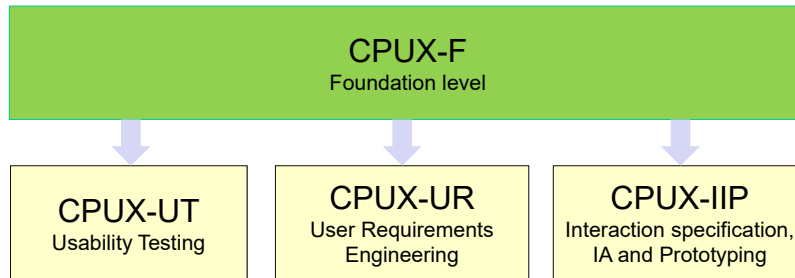 CPUX-F
Foundation level
CPUX-UT
Usability Testing
CPUX-UR
User Requirements
Engineering
CPUX-IIP
Interaction specification,
IA and Prototyping